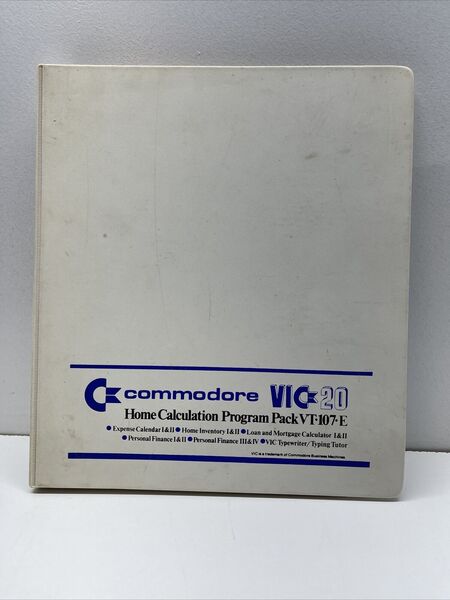 commodore VIC 20
Home Calculation Program Pack VT·107·E
● Expense Calendar I&II ● Home Inventory I&II ● Loan and Mortgage Calculator I&II
● Personal Finance I&II ● Personal Finance III&IV ● VIC Typewriter/Typing Tutor
VIC is a trademark of Commodore Business Machines